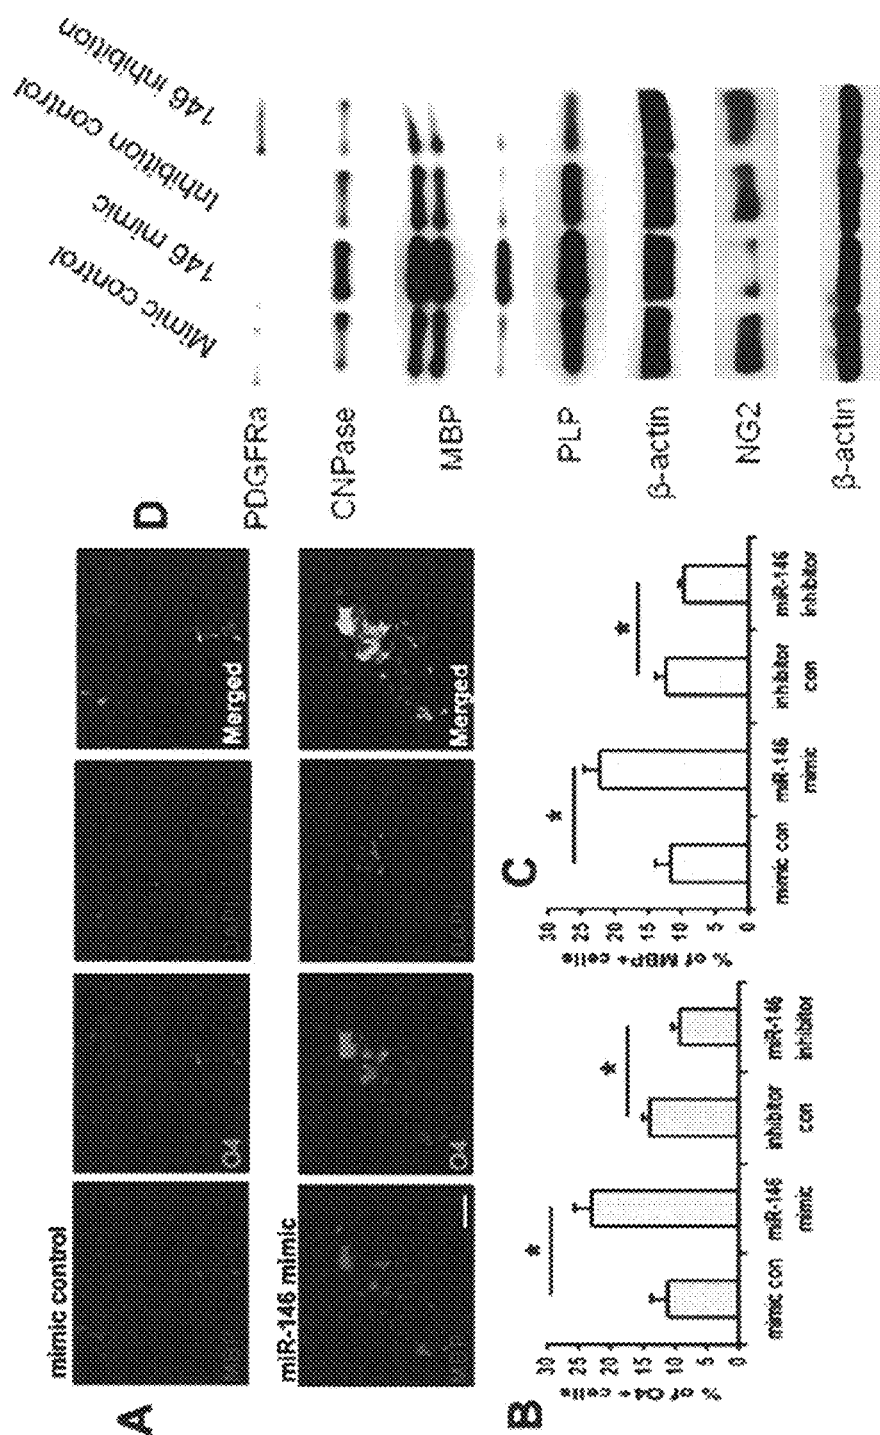 A
mimic control
O4
Merged
miR-146 mimic
O4
Merged
B
% of O4+ cells
30
25
20
15
10
5
0
mimic con
miR-146
mimic
inhibitor
con
miR-146
inhibitor
*
*
C
% of MBP+ cells
30
25
20
15
10
5
0
mimic con
miR-146
mimic
inhibitor
con
miR-146
inhibitor
*
*
D
Mimic control
146 mimic
Inhibition control
146 inhibition
PDGFRa
CNPase
MBP
PLP
β-actin
NG2
β-actin